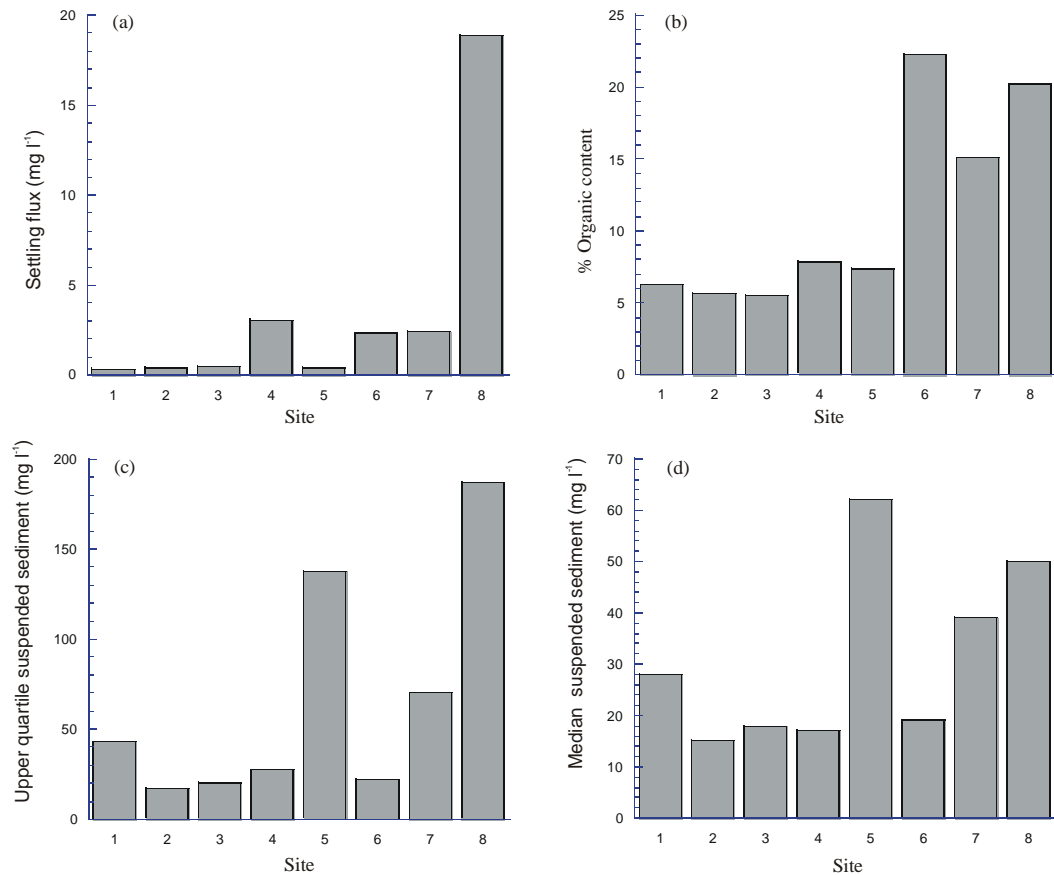 (a)
Settling flux (mg l⁻¹)
20
15
10
5
0
1 2 3 4 5 6 7 8
Site
(b)
% Organic content
25
20
15
10
5
0
1 2 3 4 5 6 7 8
Site
(c)
Upper quartile suspended sediment (mg l⁻¹)
200
150
100
50
0
1 2 3 4 5 6 7 8
Site
(d)
Median suspended sediment (mg l⁻¹)
70
60
50
40
30
20
10
0
1 2 3 4 5 6 7 8
Site